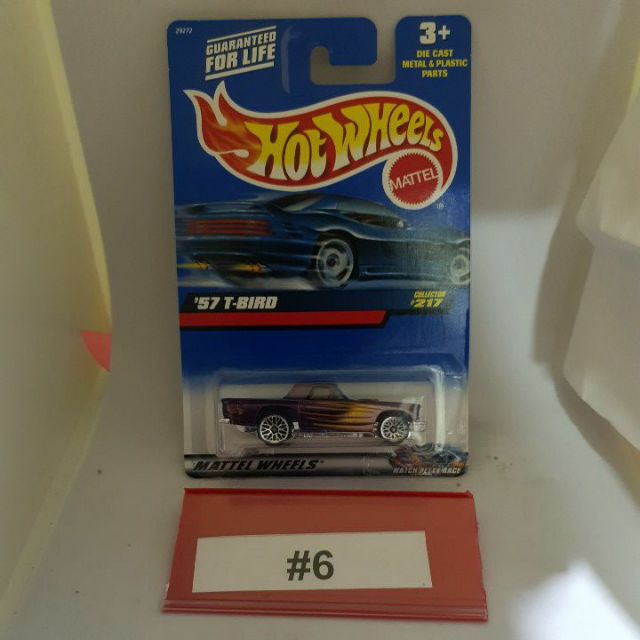 29272
GUARANTEED
FOR LIFE
3+
DIE CAST
METAL & PLASTIC
PARTS
HOT WHEELS
MATTEL
®
'57 T-BIRD
COLLECTOR
#217
MATTEL WHEELS
#6